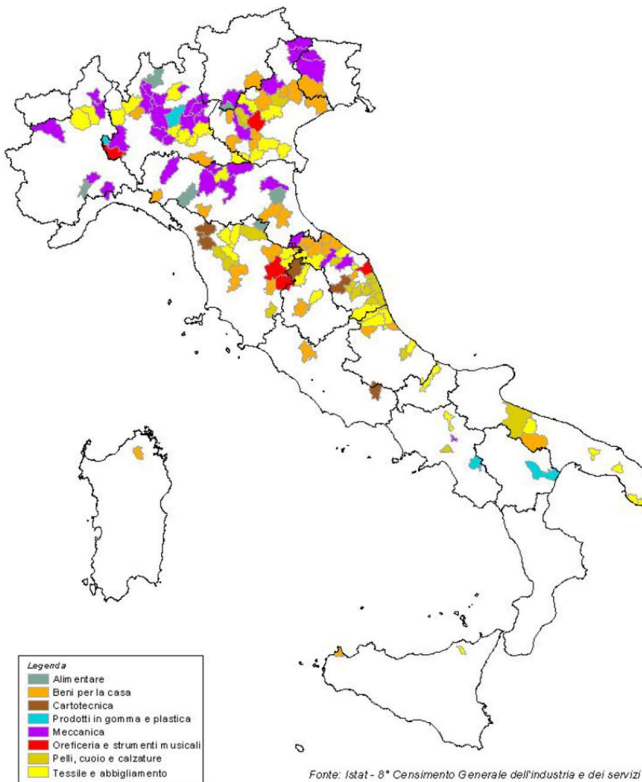 Legenda
Alimentare
Beni per la casa
Cartotecnica
Prodotti in gomma e plastica
Meccanica
Oreficeria e strumenti musicali
Pelli, cuoio e calzature
Tessile e abbigliamento
Fonte: Istat - 8° Censimento Generale dell'industria e dei servizi